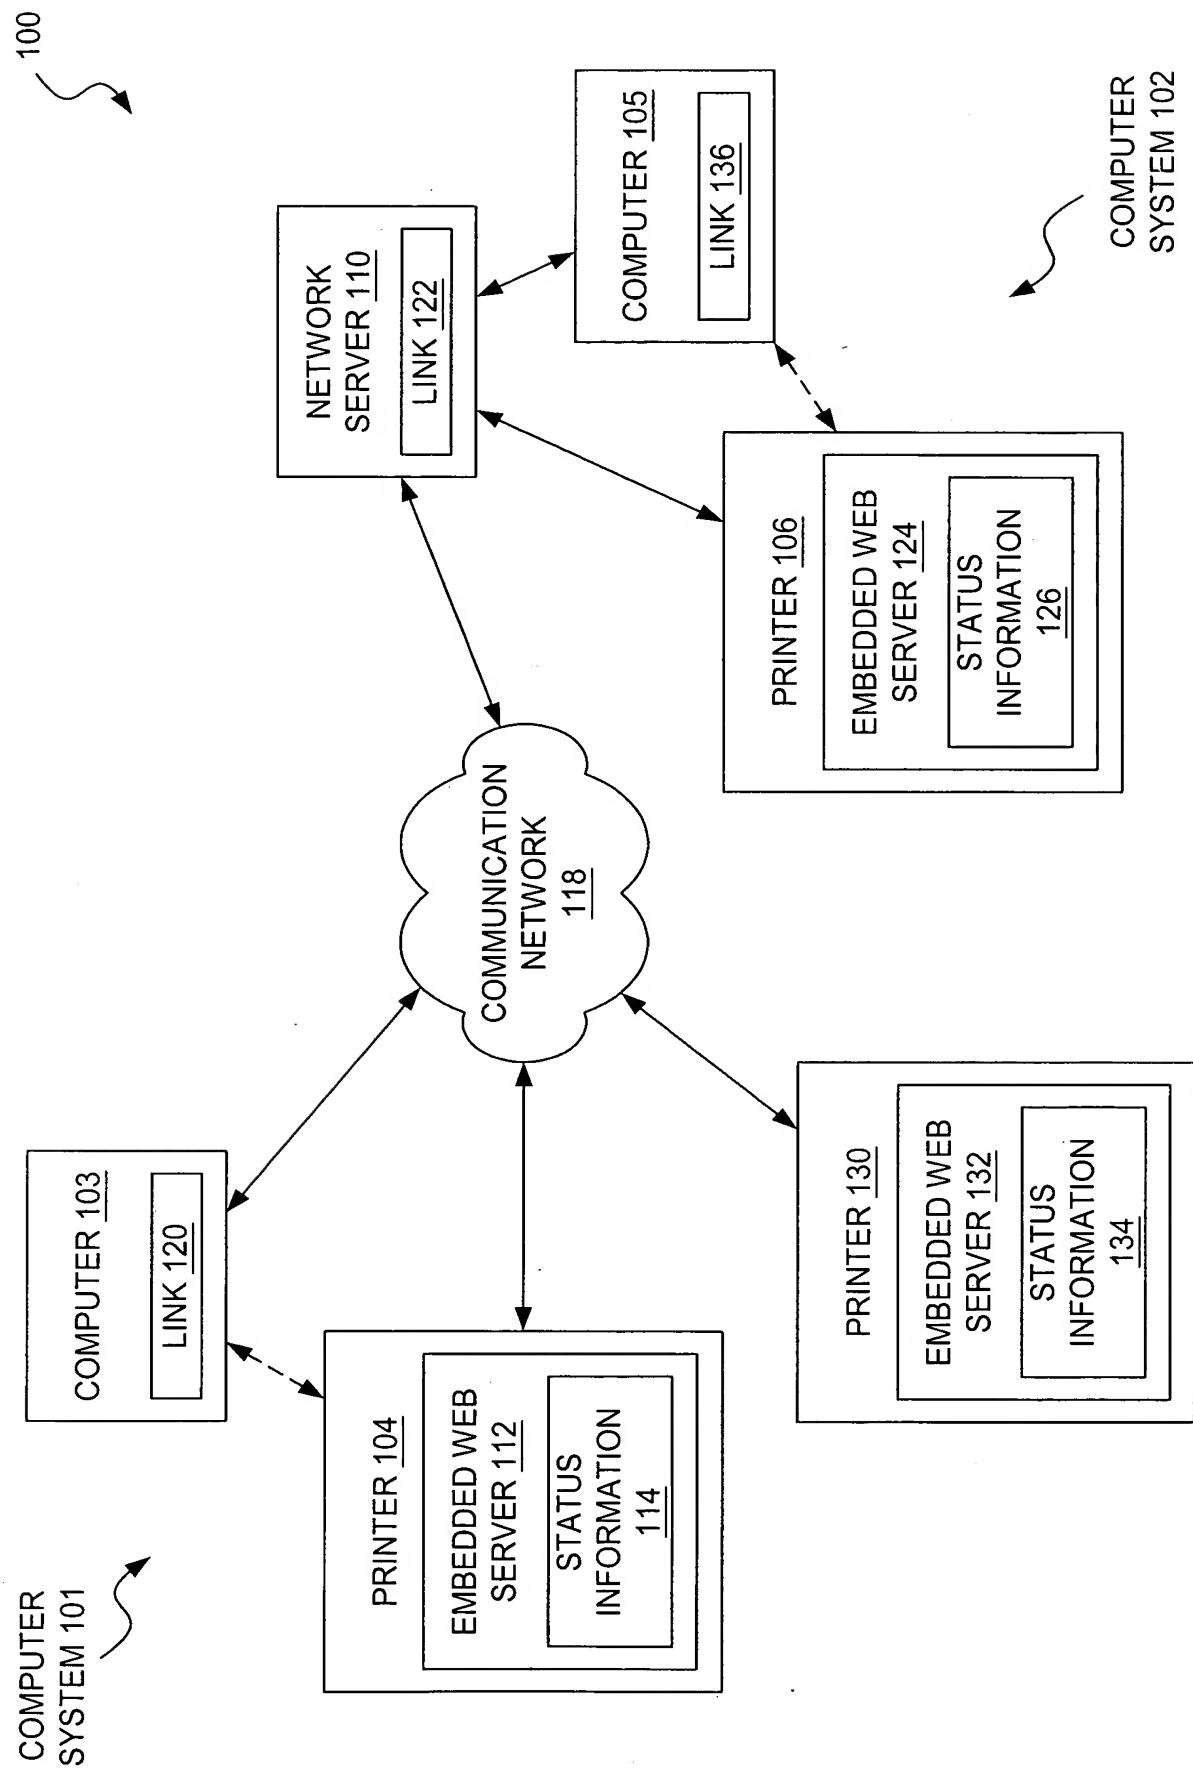 100
COMPUTER
SYSTEM 101
COMPUTER 103
LINK 120
PRINTER 104
EMBEDDED WEB
SERVER 112
STATUS
INFORMATION
114
COMMUNICATION
NETWORK
118
PRINTER 130
EMBEDDED WEB
SERVER 132
STATUS
INFORMATION
134
NETWORK
SERVER 110
LINK 122
COMPUTER 105
LINK 136
PRINTER 106
EMBEDDED WEB
SERVER 124
STATUS
INFORMATION
126
COMPUTER
SYSTEM 102